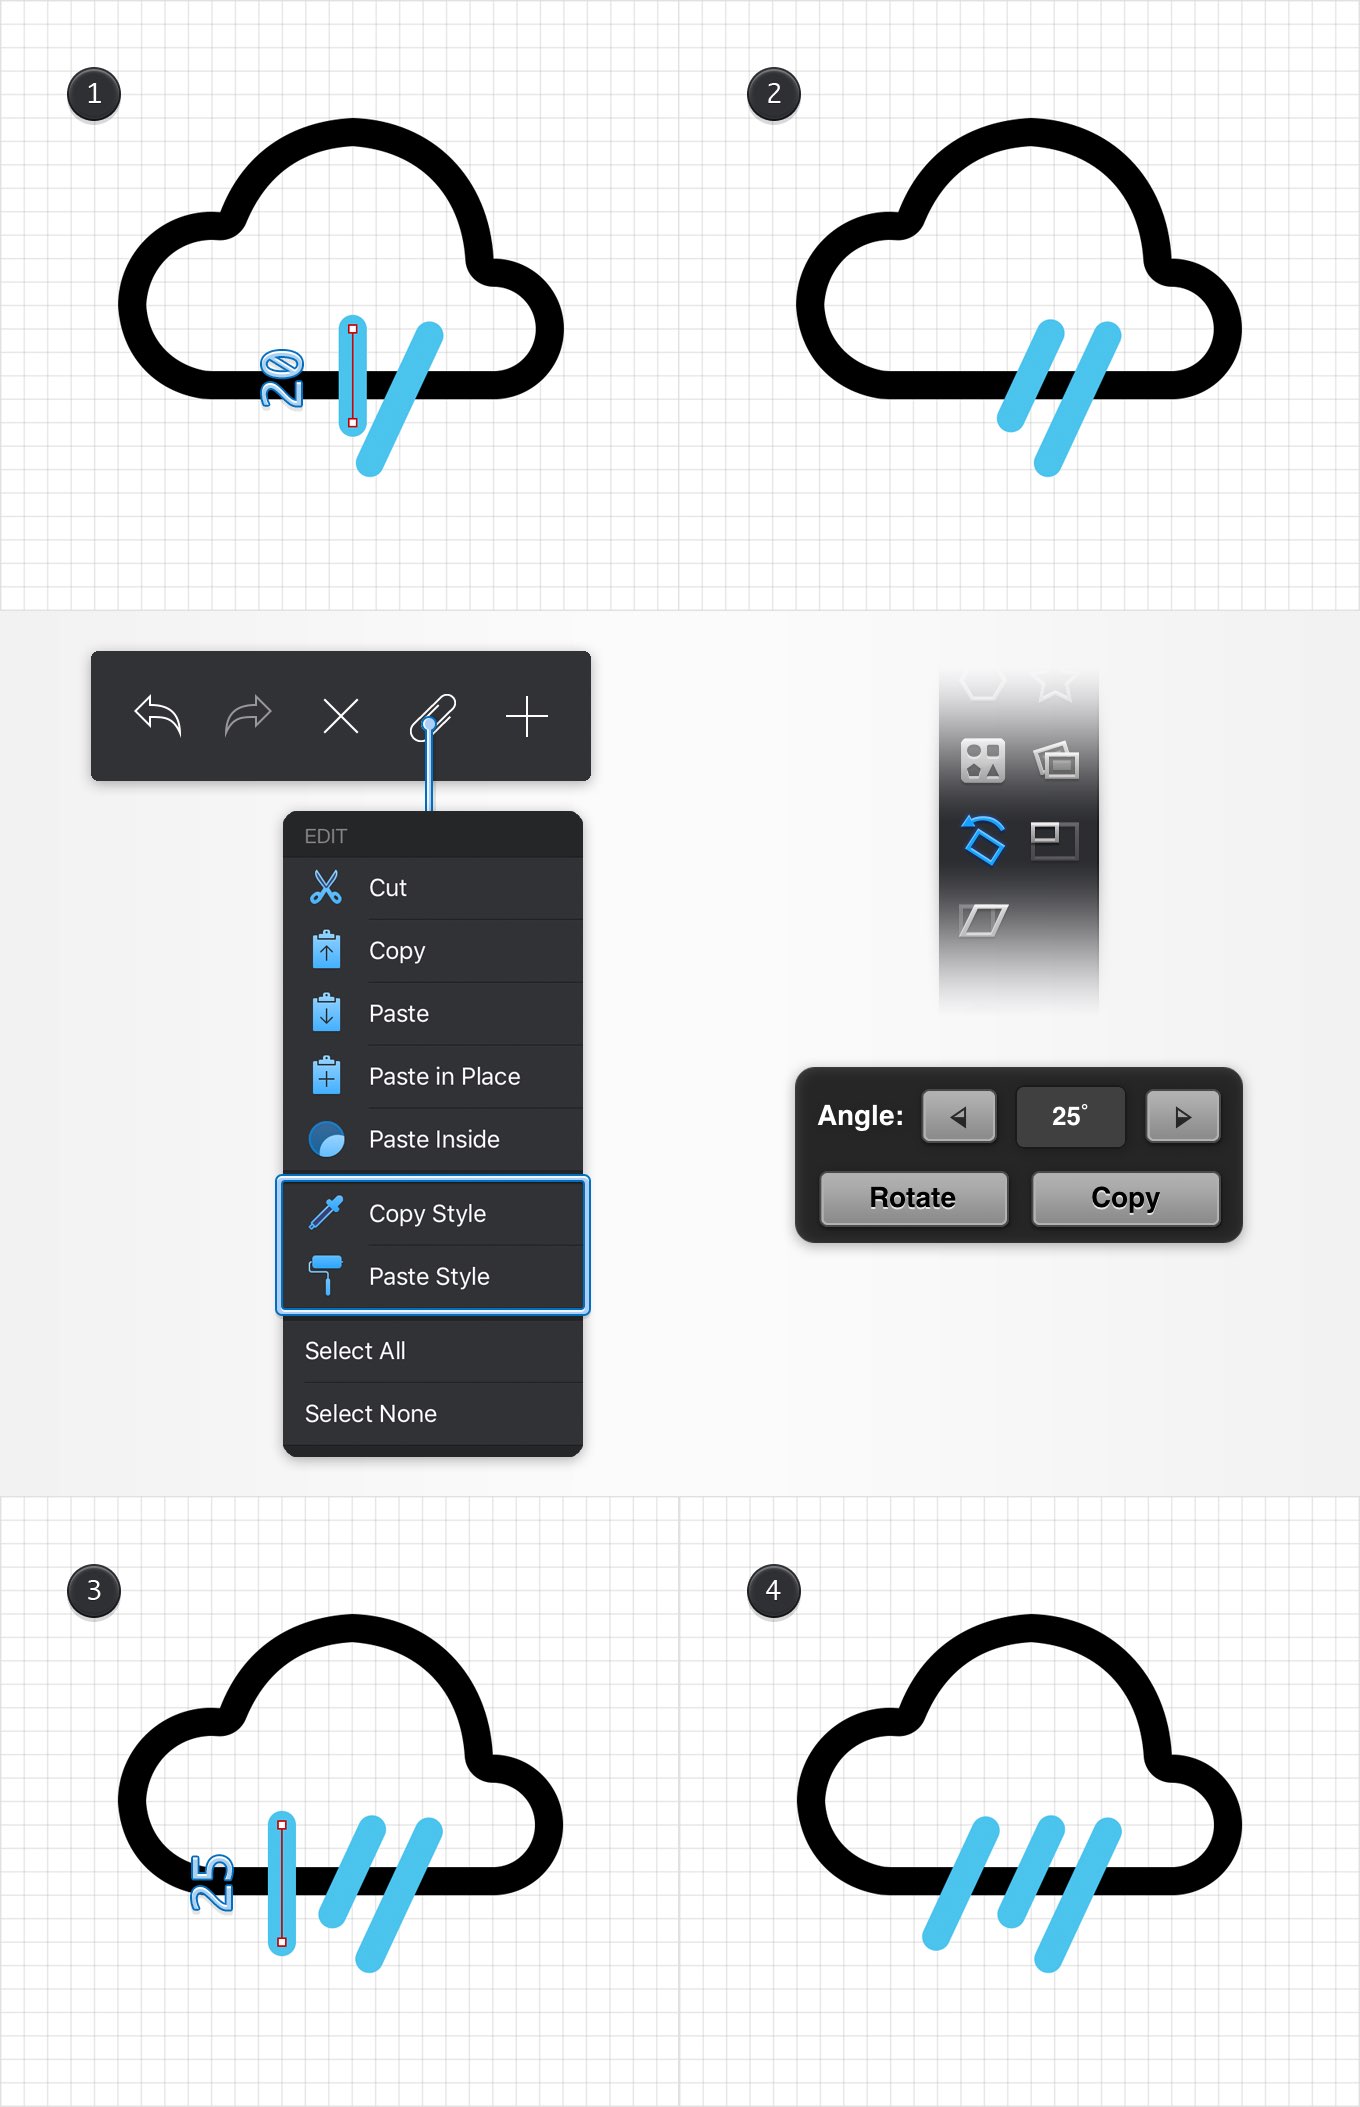 1
2
20
EDIT
Cut
Copy
Paste
Paste in Place
Paste Inside
Copy Style
Paste Style
Select All
Select None
Angle: 25°
Rotate Copy
3
4
25